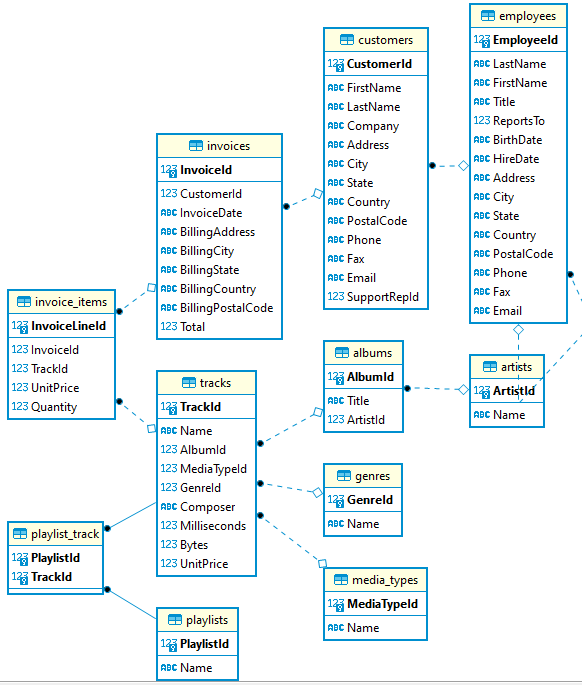 employees
123 EmployeeId
ABC LastName
ABC FirstName
ABC Title
123 ReportsTo
ABC BirthDate
ABC HireDate
ABC Address
ABC City
ABC State
ABC Country
ABC PostalCode
ABC Phone
ABC Fax
ABC Email
customers
123 CustomerId
ABC FirstName
ABC LastName
ABC Company
ABC Address
ABC City
ABC State
ABC Country
ABC PostalCode
ABC Phone
ABC Fax
ABC Email
123 SupportRepId
invoices
123 InvoiceId
123 CustomerId
ABC InvoiceDate
ABC BillingAddress
ABC BillingCity
ABC BillingState
ABC BillingCountry
ABC BillingPostalCode
123 Total
invoice_items
123 InvoiceLineId
123 InvoiceId
123 TrackId
123 UnitPrice
123 Quantity
tracks
123 TrackId
ABC Name
123 AlbumId
123 MediaTypeId
123 GenreId
ABC Composer
123 Milliseconds
123 Bytes
123 UnitPrice
albums
123 AlbumId
ABC Title
123 ArtistId
artists
123 ArtistId
ABC Name
genres
123 GenreId
ABC Name
playlist_track
123 PlaylistId
123 TrackId
media_types
123 MediaTypeId
ABC Name
playlists
123 PlaylistId
ABC Name